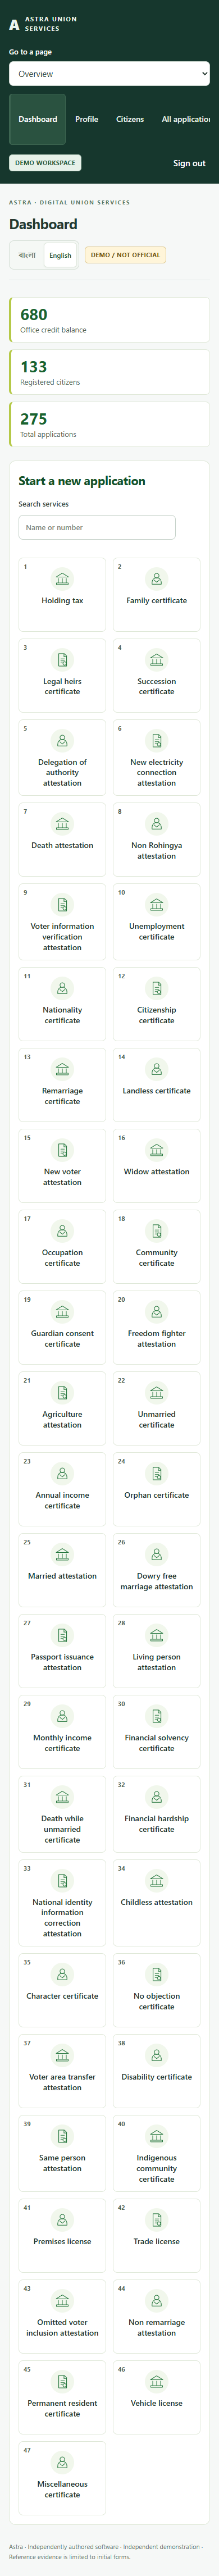 A
ASTRA UNION
SERVICES
Go to a page
Overview
Dashboard
Profile
Citizens
All application
DEMO WORKSPACE
Sign out
ASTRA • DIGITAL UNION SERVICES
Dashboard
বাংলা
English
DEMO / NOT OFFICIAL
680
Office credit balance
133
Registered citizens
275
Total applications
Start a new application
Search services
Name or number
1
Holding tax
2
Family certificate
3
Legal heirs
certificate
4
Succession
certificate
5
Delegation of
authority
attestation
6
New electricity
connection
attestation
7
Death attestation
8
Non Rohingya
attestation
9
Voter information
verification
attestation
10
Unemployment
certificate
11
Nationality
certificate
12
Citizenship
certificate
13
Remarriage
certificate
14
Landless certificate
15
New voter
attestation
16
Widow attestation
17
Occupation
certificate
18
Community
certificate
19
Guardian consent
certificate
20
Freedom fighter
attestation
21
Agriculture
attestation
22
Unmarried
certificate
23
Annual income
certificate
24
Orphan certificate
25
Married attestation
26
Dowry free
marriage attestation
27
Passport issuance
attestation
28
Living person
attestation
29
Monthly income
certificate
30
Financial solvency
certificate
31
Death while
unmarried
certificate
32
Financial hardship
certificate
33
National identity
information
correction
attestation
34
Childless attestation
35
Character certificate
36
No objection
certificate
37
Voter area transfer
attestation
38
Disability certificate
39
Same person
attestation
40
Indigenous
community
certificate
41
Premises license
42
Trade license
43
Omitted voter
inclusion attestation
44
Non remarriage
attestation
45
Permanent resident
certificate
46
Vehicle license
47
Miscellaneous
certificate
Astra · Independently authored software · Independent demonstration ·
Reference evidence is limited to initial forms.